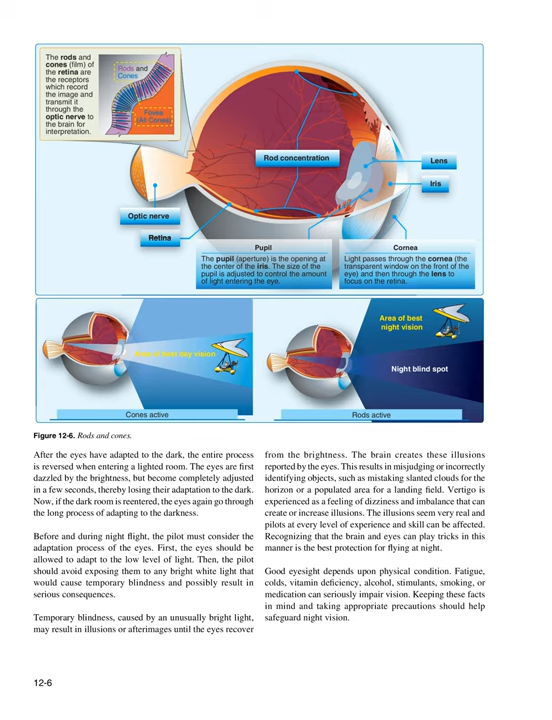 The rods and
cones (film) of
the retina are
the receptors
which record
the image and
transmit it
through the
optic nerve to
the brain for
interpretation.
Rods and
Cones
Fovea
(All Cones)
Rod concentration
Lens
Iris
Optic nerve
Retina
Pupil
The pupil (aperture) is the opening at
the center of the iris. The size of the
pupil is adjusted to control the amount
of light entering the eye.
Cornea
Light passes through the cornea (the
transparent window on the front of the
eye) and then through the lens to
focus on the retina.
Area of best day vision
Cones active
Area of best
night vision
Night blind spot
Rods active
Figure 12-6. Rods and cones.
After the eyes have adapted to the dark, the entire process
is reversed when entering a lighted room. The eyes are first
dazzled by the brightness, but become completely adjusted
in a few seconds, thereby losing their adaptation to the dark.
Now, if the dark room is reentered, the eyes again go through
the long process of adapting to the darkness.
Before and during night flight, the pilot must consider the
adaptation process of the eyes. First, the eyes should be
allowed to adapt to the low level of light. Then, the pilot
should avoid exposing them to any bright white light that
would cause temporary blindness and possibly result in
serious consequences.
Temporary blindness, caused by an unusually bright light,
may result in illusions or afterimages until the eyes recover
from the brightness. The brain creates these illusions
reported by the eyes. This results in misjudging or incorrectly
identifying objects, such as mistaking slanted clouds for the
horizon or a populated area for a landing field. Vertigo is
experienced as a feeling of dizziness and imbalance that can
create or increase illusions. The illusions seem very real and
pilots at every level of experience and skill can be affected.
Recognizing that the brain and eyes can play tricks in this
manner is the best protection for flying at night.
Good eyesight depends upon physical condition. Fatigue,
colds, vitamin deficiency, alcohol, stimulants, smoking, or
medication can seriously impair vision. Keeping these facts
in mind and taking appropriate precautions should help
safeguard night vision.
12-6